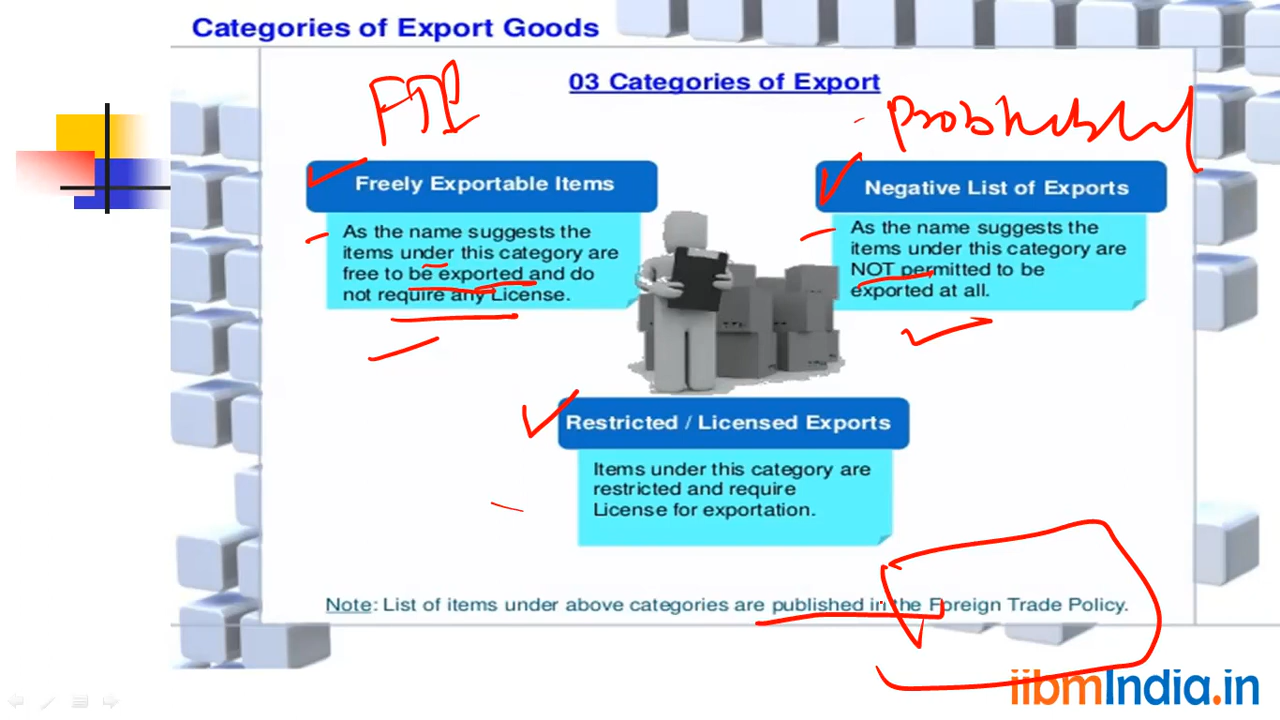 Categories of Export Goods
03 Categories of Export
FTP
Freely Exportable Items
As the name suggests the
items under this category are
free to be exported and do
not require any License.
Negative List of Exports
As the name suggests the
items under this category are
NOT permitted to be
exported at all.
Restricted / Licensed Exports
Items under this category are
restricted and require
License for exportation.
Note: List of items under above categories are published in the Foreign Trade Policy.
iibmIndia.in